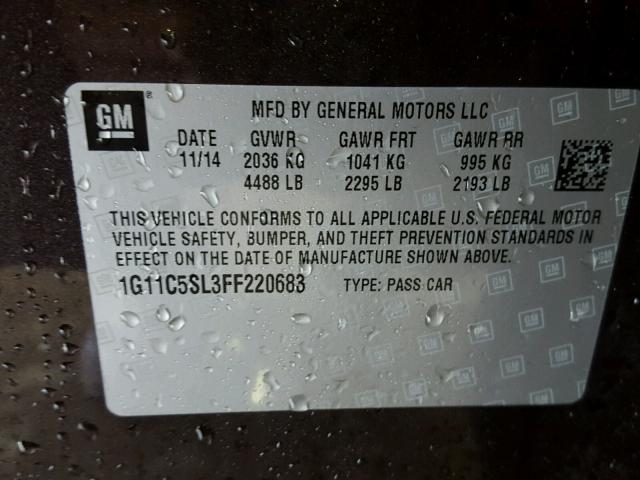 GM
MFD BY GENERAL MOTORS LLC
DATE GVWR GAWR FRT GAWR RR
11/14 2036 KG 1041 KG 995 KG
4488 LB 2295 LB 2193 LB
THIS VEHICLE CONFORMS TO ALL APPLICABLE U.S. FEDERAL MOTOR
VEHICLE SAFETY, BUMPER, AND THEFT PREVENTION STANDARDS IN
EFFECT ON THE DATE OF MANUFACTURE SHOWN ABOVE.
1G11C5SL3FF220683 TYPE: PASS CAR